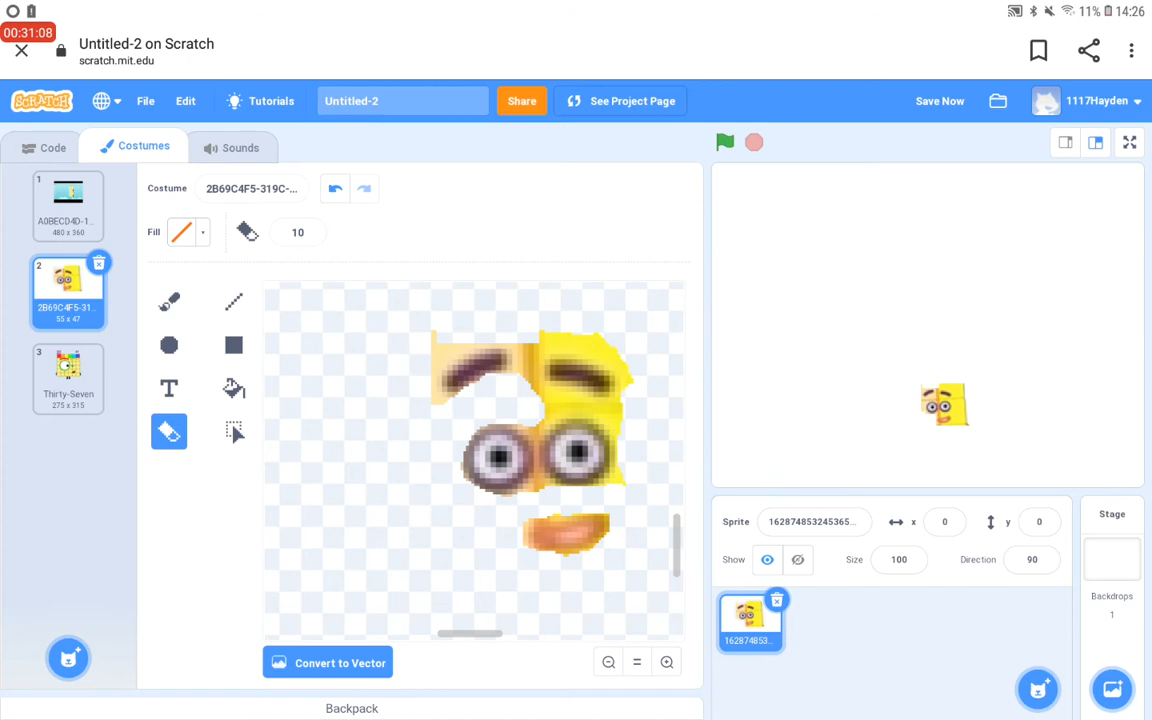 11% 14:26
00:31:08
Untitled-2 on Scratch
scratch.mit.edu
SCRATCH File Edit Tutorials Untitled-2 Share See Project Page Save Now 1117Hayden
Code Costumes Sounds
1
A0BECD4D-1...
480 x 360
2
2B69C4F5-31...
55 x 47
3
Thirty-Seven
275 x 315
Costume 2B69C4F5-319C-...
Fill 10
T
Convert to Vector
Backpack
Sprite 162874853245365... x 0 y 0
Show Size 100 Direction 90
162874853...
Stage
Backdrops
1